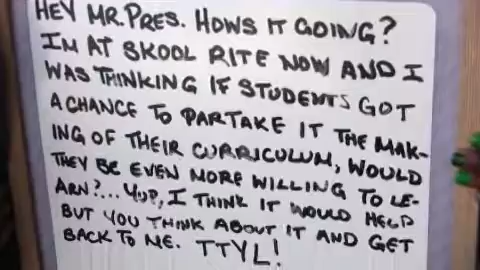 HEY MR. PRES. HOWS IT GOING?
IM AT SKOOL RITE NOW AND I
WAS THINKING IF STUDENTS GOT
A CHANCE TO PARTAKE IT THE MAK-
ING OF THEIR CURRICULUM, WOULD
THEY BE EVEN MORE WILLING TO LE-
ARN?... YUP, I THINK IT WOULD HELP
BUT YOU THINK ABOUT IT AND GET
BACK TO ME. TTYL!